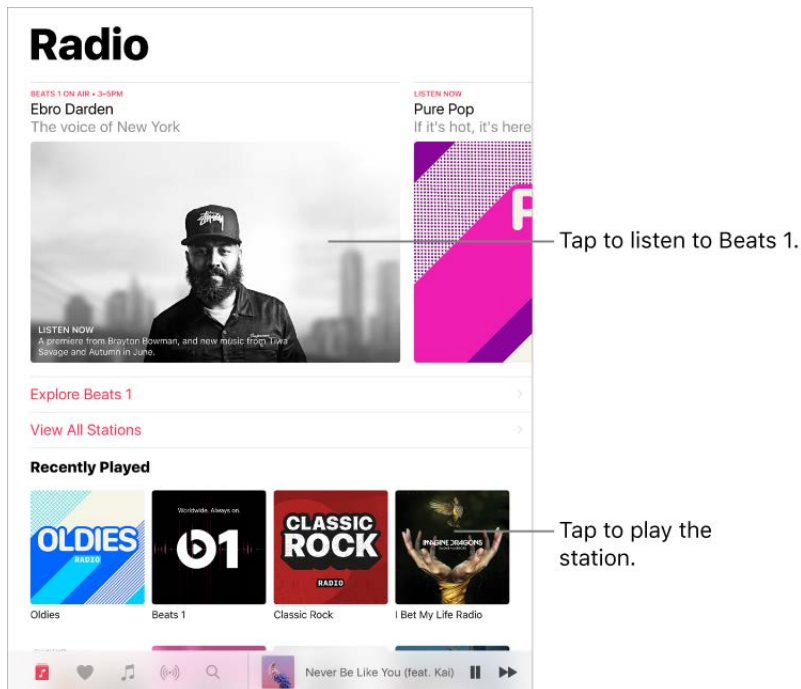 Radio
BEATS 1 ON AIR • 3-5PM
Ebro Darden
The voice of New York
LISTEN NOW
Pure Pop
If it's hot, it's here
P
LISTEN NOW
A premiere from Brayton Bowman, and new music from Tiwa
Savage and Autumn in June.
Tap to listen to Beats 1.
Explore Beats 1
View All Stations
Recently Played
OLDIES
RADIO
Worldwide. Always on.
1
CLASSIC
ROCK
RADIO
IMAGINE DRAGONS
Oldies
Beats 1
Classic Rock
I Bet My Life Radio
Tap to play the
station.
Never Be Like You (feat. Kai)